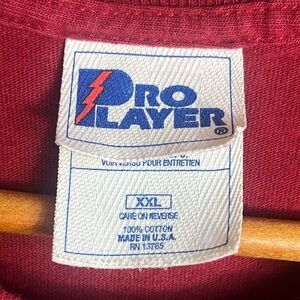 PRO
PLAYER®
VOIR VERSO POUR ENTRETIEN
XXL
CARE ON REVERSE
100% COTTON
MADE IN U.S.A.
RN 13765